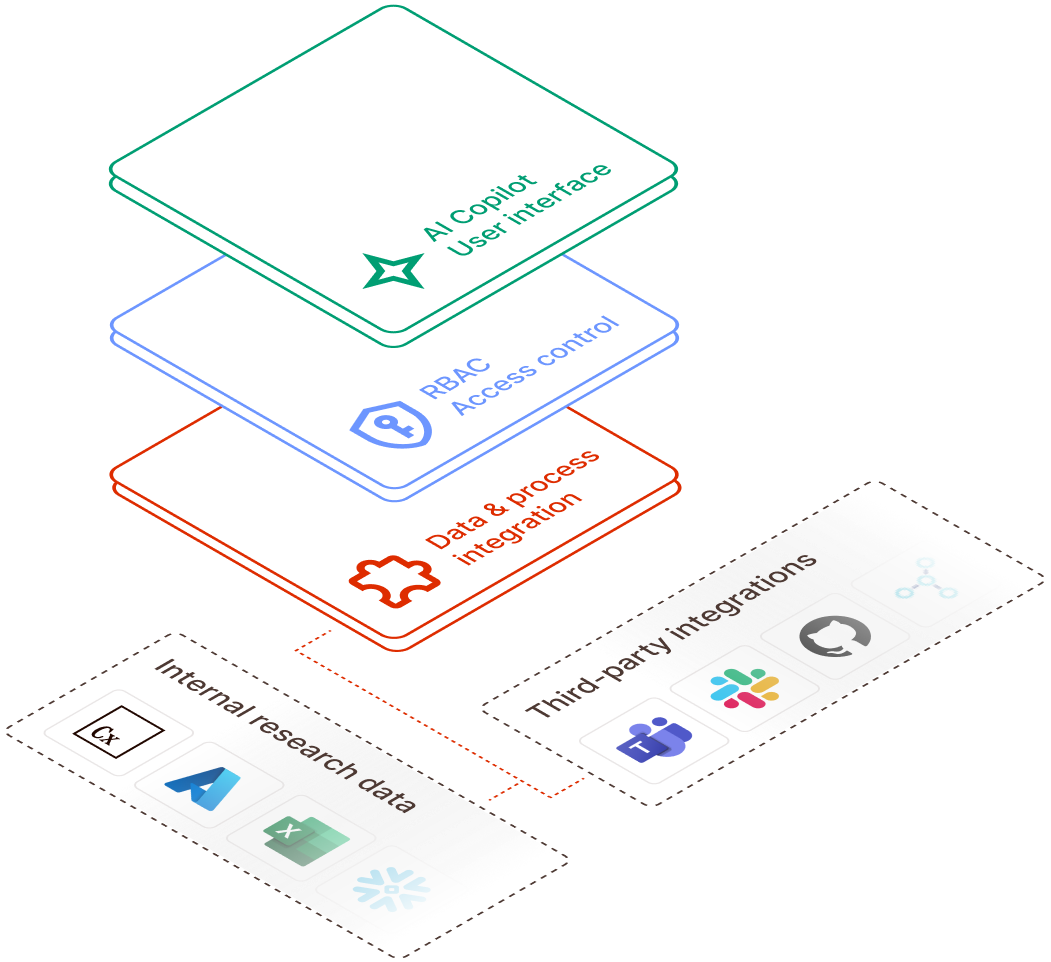 AI Copilot
User interface
RBAC
Access control
Data & process
integration
Third-party integrations
T
Internal research data
Cx
X